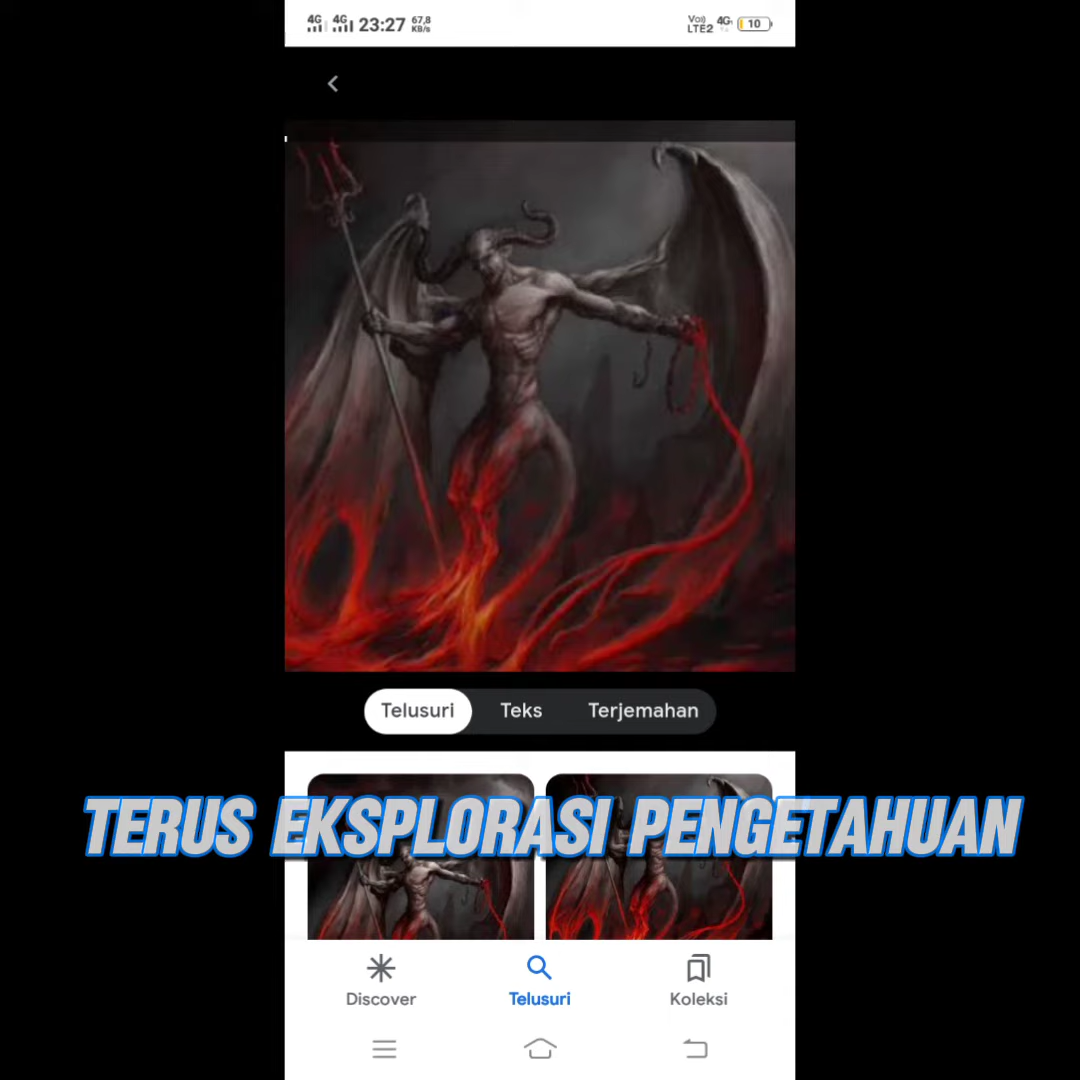 4G 4G 23:27 67,8 KB/s
Vo)) LTE2 4G 10
Telusuri Teks Terjemahan
TERUS EKSPLORASI PENGETAHUAN
Discover Telusuri Koleksi